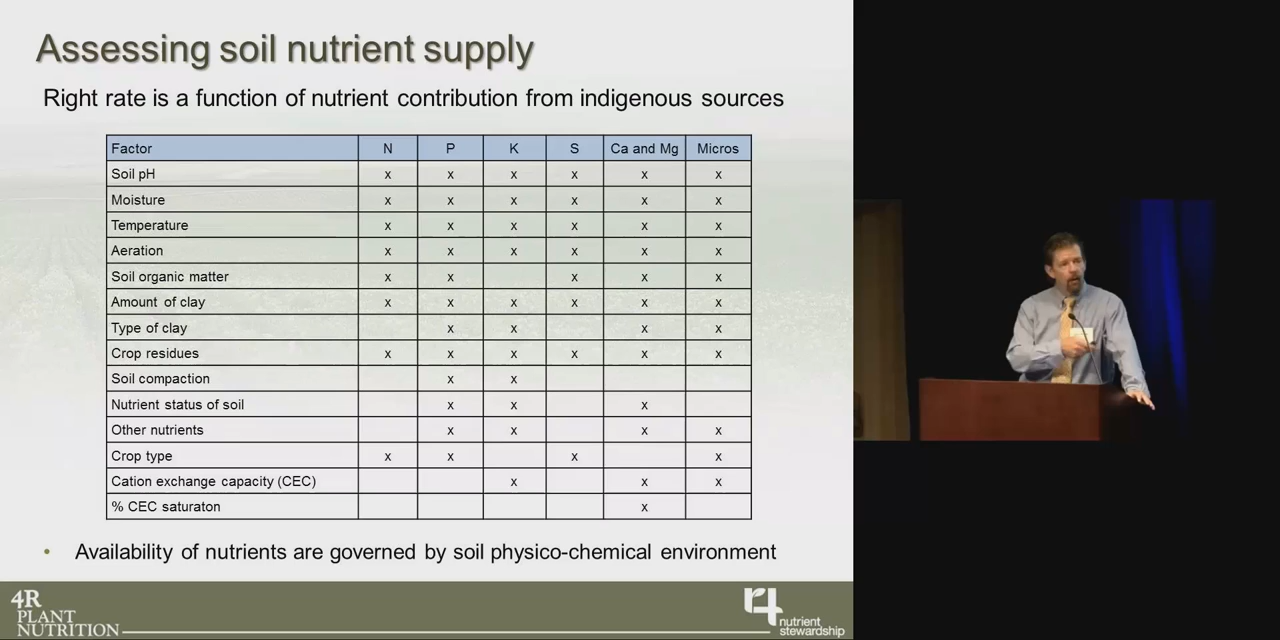 Assessing soil nutrient supply
Right rate is a function of nutrient contribution from indigenous sources
Factor N P K S Ca and Mg Micros
Soil pH x x x x x x
Moisture x x x x x x
Temperature x x x x x x
Aeration x x x x x x
Soil organic matter x x x x x
Amount of clay x x x x x x
Type of clay x x x x
Crop residues x x x x x x
Soil compaction x x
Nutrient status of soil x x x
Other nutrients x x x x
Crop type x x x x
Cation exchange capacity (CEC) x x x
% CEC saturaton x
• Availability of nutrients are governed by soil physico-chemical environment
4R
PLANT
NUTRITION
r4
nutrient
stewardship